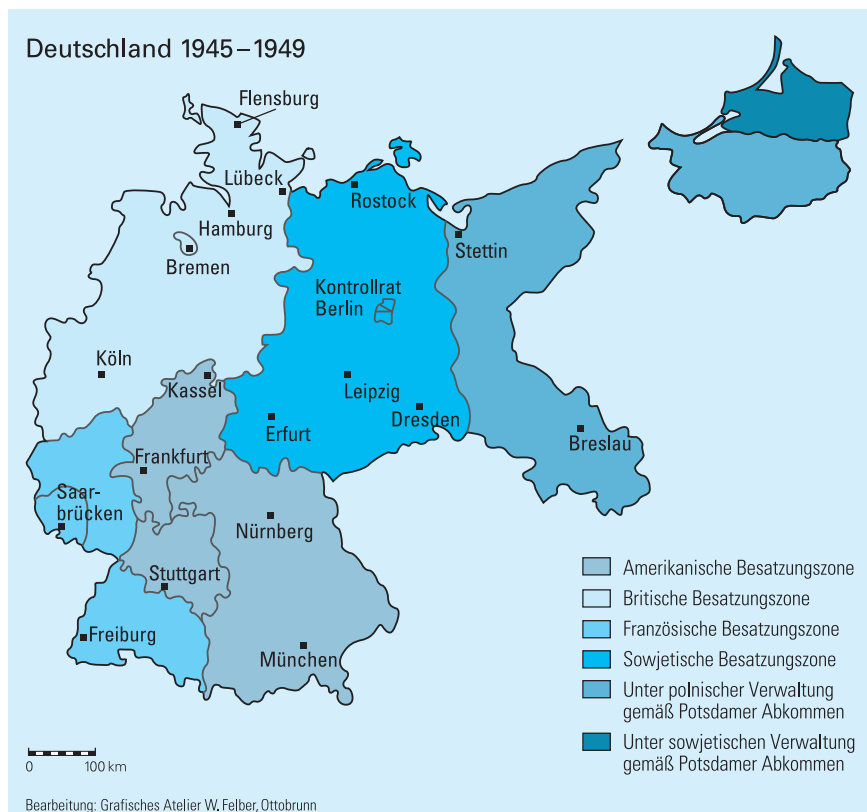 Deutschland 1945–1949
Flensburg
Lübeck
Hamburg
Bremen
Rostock
Stettin
Kontrollrat
Berlin
Köln
Kassel
Leipzig
Erfurt
Dresden
Breslau
Frankfurt
Saar-
brücken
Nürnberg
Stuttgart
Freiburg
München
Amerikanische Besatzungszone
Britische Besatzungszone
Französische Besatzungszone
Sowjetische Besatzungszone
Unter polnischer Verwaltung
gemäß Potsdamer Abkommen
Unter sowjetischen Verwaltung
gemäß Potsdamer Abkommen
0 100 km
Bearbeitung: Grafisches Atelier W. Felber, Ottobrunn